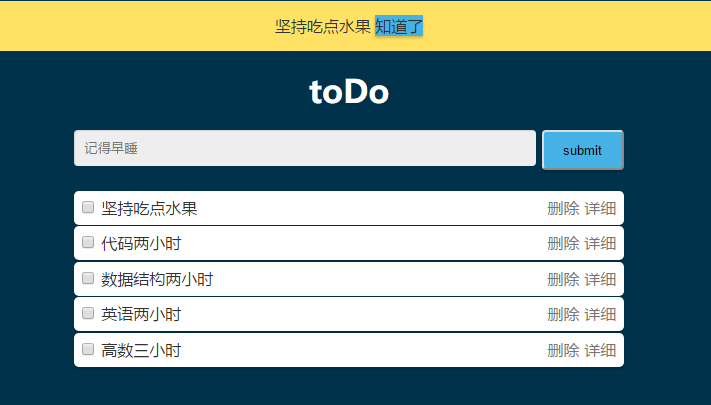 坚持吃点水果 知道了
toDo
记得早睡 submit
坚持吃点水果 删除 详细
代码两小时 删除 详细
数据结构两小时 删除 详细
英语两小时 删除 详细
高数三小时 删除 详细